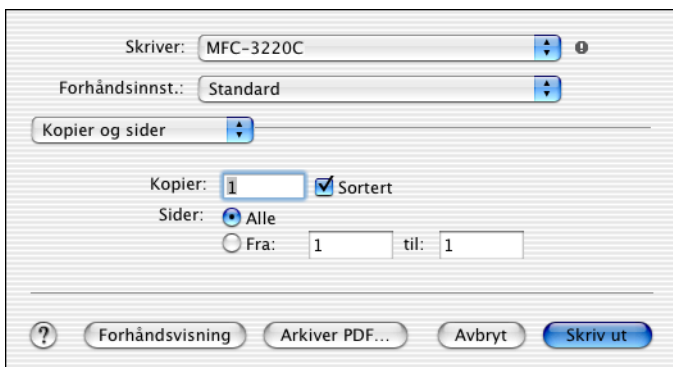 Skriver: MFC-3220C
Forhåndsinnst.: Standard
Kopier og sider
Kopier: 1 Sortert
Sider: Alle
Fra: 1 til: 1
? Forhåndsvisning Arkiver PDF... Avbryt Skriv ut